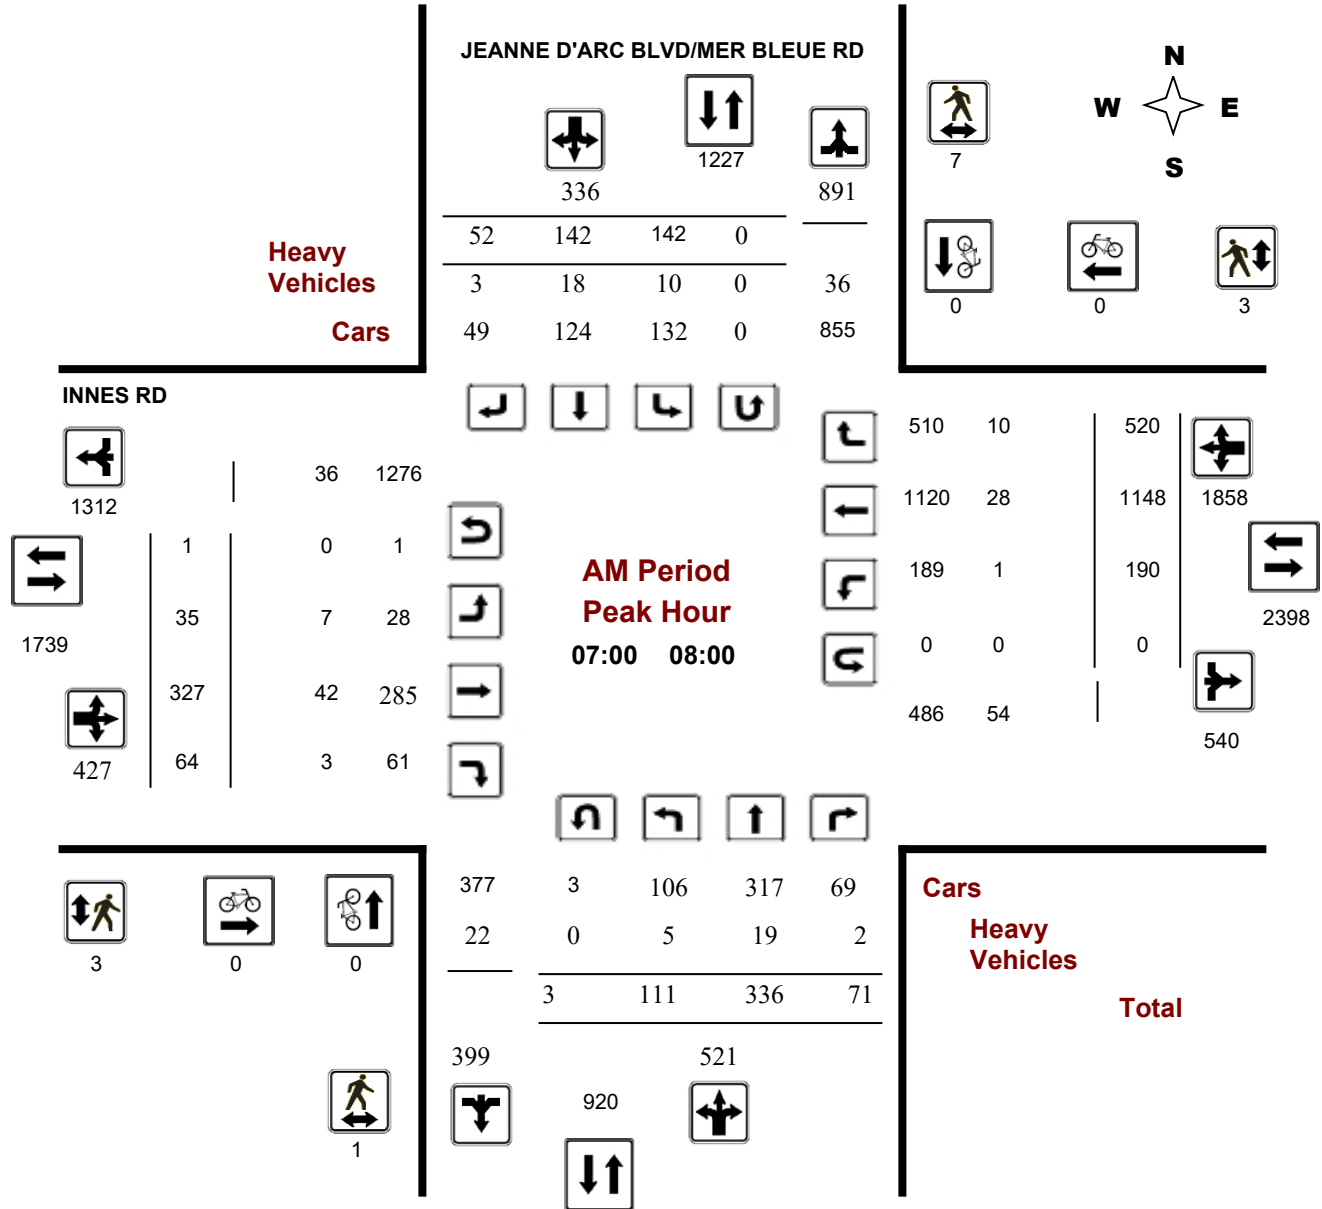 JEANNE D'ARC BLVD/MER BLEUE RD
N
W E
S
1227
7
336 891
52 142 142 0
Heavy
Vehicles
3 18 10 0 36
0 0 3
Cars 49 124 132 0 855
INNES RD
510 10 520
36 1276
1312
1120 28 1148 1858
1 0 1
AM Period
189 1 190
Peak Hour
35 7 28
2398
1739
07:00 08:00
0 0 0
327 42 285
486 54
540
427 64 3 61
377 3 106 317 69
Cars
22 0 5 19 2
Heavy
Vehicles
3 0 0
3 111 336 71
Total
399 521
920
1